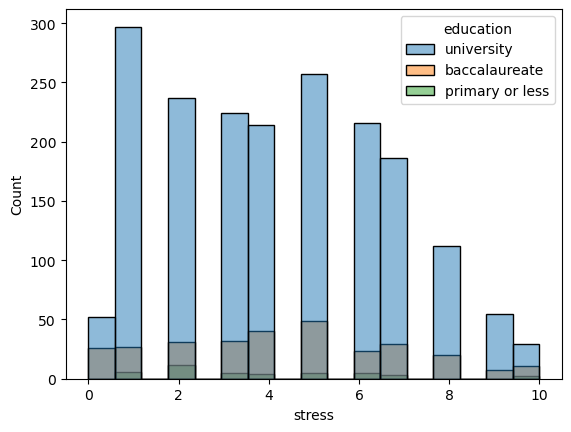 education
university
baccalaureate
primary or less
300
250
200
150
100
50
0
Count
0 2 4 6 8 10
stress